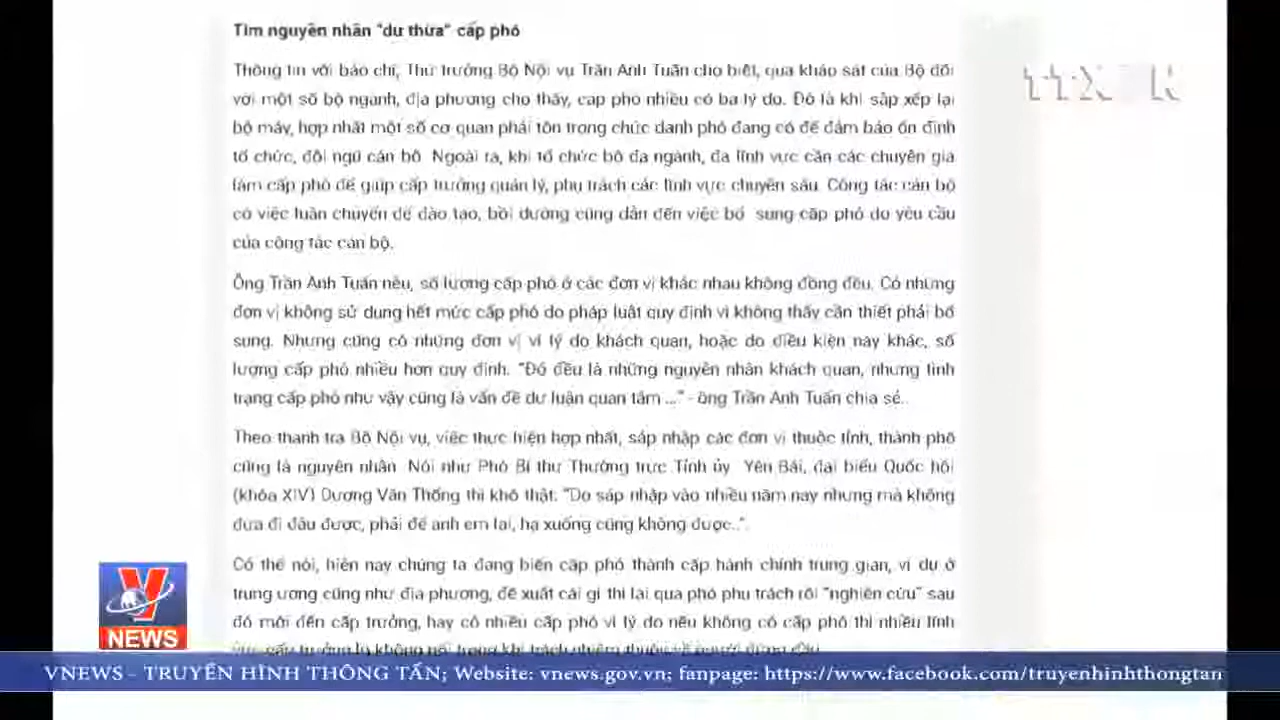 Tìm nguyên nhân "dư thừa" cấp phó
Thông tin với báo chí, Thứ trưởng Bộ Nội vụ Trần Anh Tuấn cho biết, qua khảo sát của Bộ đối
với một số bộ ngành, địa phương cho thấy, cấp phó nhiều có ba lý do. Đó là khi sắp xếp lại
bộ máy, hợp nhất một số cơ quan phải tôn trọng chức danh phó đang có để đảm bảo ổn định
tổ chức, đội ngũ cán bộ Ngoài ra, khi tổ chức bộ đa ngành, đa lĩnh vực cần các chuyên gia
làm cấp phó để giúp cấp trưởng quản lý, phụ trách các lĩnh vực chuyên sâu. Công tác cán bộ
có việc luân chuyển để đào tạo, bồi dưỡng cũng dẫn đến việc bổ sung cấp phó do yêu cầu
của công tác cán bộ.
Ông Trần Anh Tuấn nêu, số lượng cấp phó ở các đơn vị khác nhau không đồng đều. Có những
đơn vị không sử dụng hết mức cấp phó do pháp luật quy định vì không thấy cần thiết phải bổ
sung. Nhưng cũng có những đơn vị vì lý do khách quan, hoặc do điều kiện này khác, số
lượng cấp phó nhiều hơn quy định. "Đó đều là những nguyên nhân khách quan, nhưng tình
trạng cấp phó như vậy cũng là vấn đề dư luận quan tâm ..." - ông Trần Anh Tuấn chia sẻ..
Theo thanh tra Bộ Nội vụ, việc thực hiện hợp nhất, sáp nhập các đơn vị thuộc tỉnh, thành phố
cũng là nguyên nhân Nói như Phó Bí thư Thường trực Tỉnh ủy Yên Bái, đại biểu Quốc hội
(khóa XIV) Dương Văn Thống thì khó thật: "Do sáp nhập vào nhiều năm nay nhưng mà không
đưa đi đâu được, phải để anh em lại, hạ xuống cũng không được..".
Có thể nói, hiện nay chúng ta đang biến cấp phó thành cấp hành chính trung gian, ví dụ ở
trung ương cũng như địa phương, đề xuất cái gì thì lại qua phó phụ trách rồi "nghiên cứu" sau
đó mới đến cấp trưởng, hay có nhiều cấp phó vì lý do nếu không có cấp phó thì nhiều lĩnh
NEWS
VNEWS - TRUYỀN HÌNH THÔNG TẤN; Website: vnews.gov.vn; fanpage: https://www.facebook.com/truyenhinhthongtan